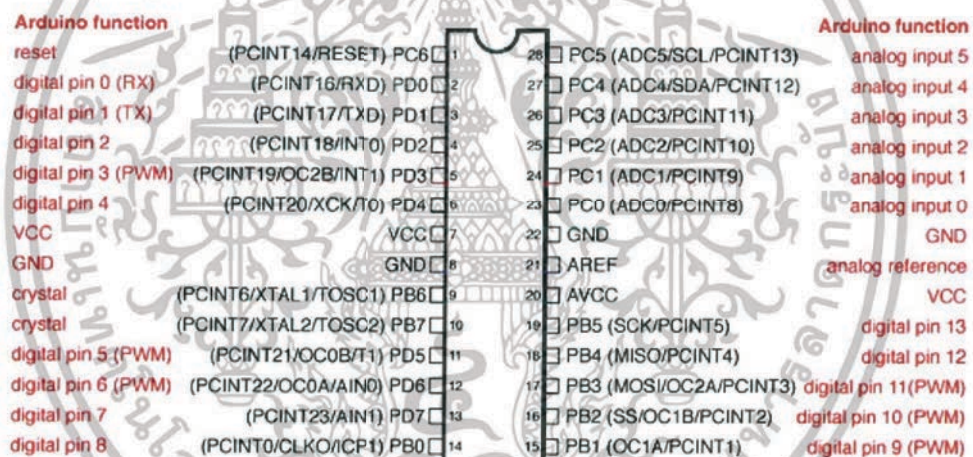 Arduino function Arduino function
reset (PCINT14/RESET) PC6 1 28 PC5 (ADC5/SCL/PCINT13) analog input 5
digital pin 0 (RX) (PCINT16/RXD) PD0 2 27 PC4 (ADC4/SDA/PCINT12) analog input 4
digital pin 1 (TX) (PCINT17/TXD) PD1 3 26 PC3 (ADC3/PCINT11) analog input 3
digital pin 2 (PCINT18/INT0) PD2 4 25 PC2 (ADC2/PCINT10) analog input 2
digital pin 3 (PWM) (PCINT19/OC2B/INT1) PD3 5 24 PC1 (ADC1/PCINT9) analog input 1
digital pin 4 (PCINT20/XCK/T0) PD4 6 23 PC0 (ADC0/PCINT8) analog input 0
VCC VCC 7 22 GND GND
GND GND 8 21 AREF analog reference
crystal (PCINT6/XTAL1/TOSC1) PB6 9 20 AVCC VCC
crystal (PCINT7/XTAL2/TOSC2) PB7 10 19 PB5 (SCK/PCINT5) digital pin 13
digital pin 5 (PWM) (PCINT21/OC0B/T1) PD5 11 18 PB4 (MISO/PCINT4) digital pin 12
digital pin 6 (PWM) (PCINT22/OC0A/AIN0) PD6 12 17 PB3 (MOSI/OC2A/PCINT3) digital pin 11(PWM)
digital pin 7 (PCINT23/AIN1) PD7 13 16 PB2 (SS/OC1B/PCINT2) digital pin 10 (PWM)
digital pin 8 (PCINT0/CLKO/ICP1) PB0 14 15 PB1 (OC1A/PCINT1) digital pin 9 (PWM)